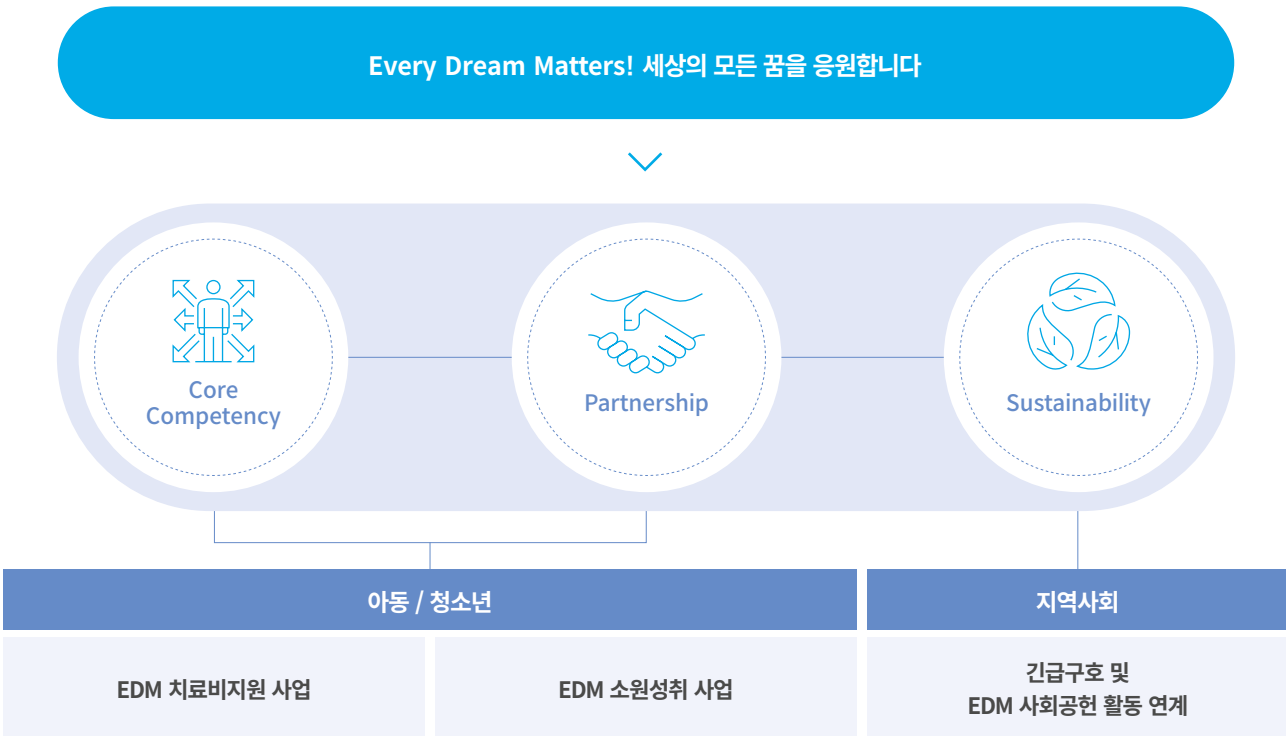 Every Dream Matters! 세상의 모든 꿈을 응원합니다
Core
Competency
Partnership
Sustainability
아동 / 청소년
지역사회
EDM 치료비지원 사업
EDM 소원성취 사업
긴급구호 및
EDM 사회공헌 활동 연계